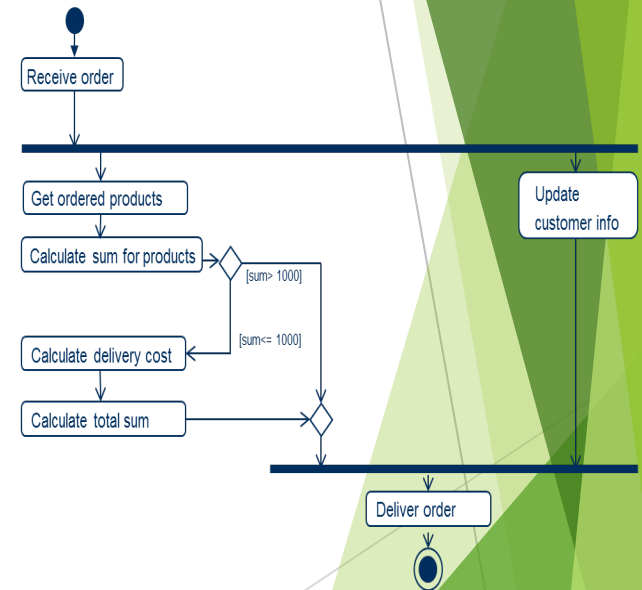 Receive order
Get ordered products
Update
customer info
Calculate sum for products
[sum> 1000]
[sum<= 1000]
Calculate delivery cost
Calculate total sum
Deliver order